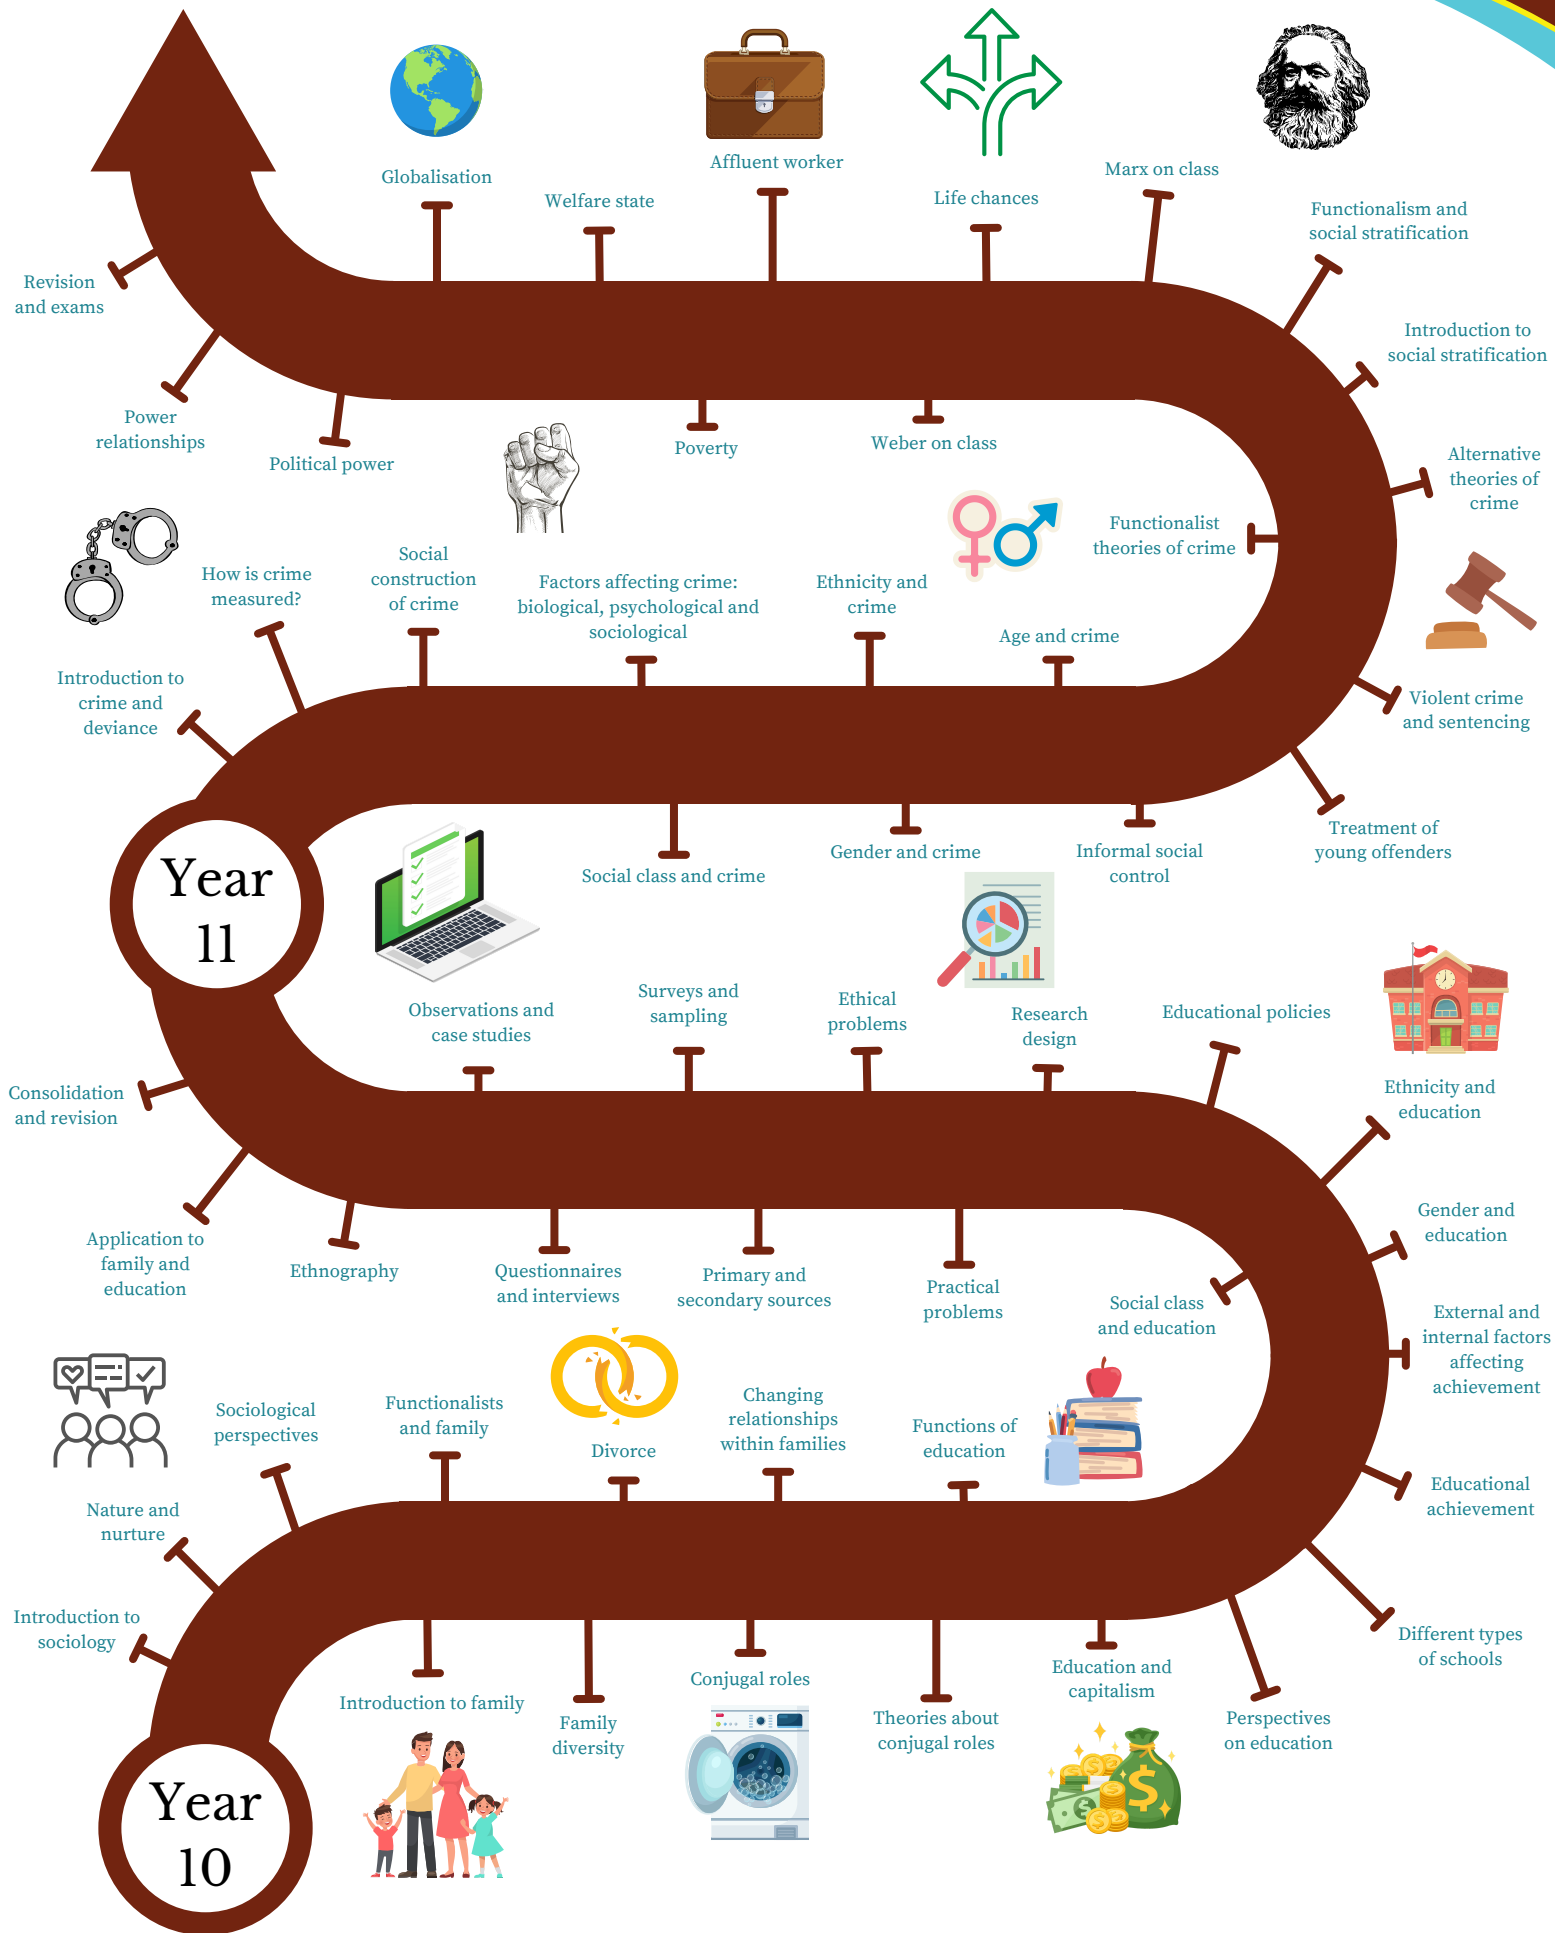 Globalisation
Welfare state
Affluent worker
Life chances
Marx on class
Functionalism and
social stratification
Revision
and exams
Introduction to
social stratification
Power
relationships
Political power
Poverty
Weber on class
Alternative
theories of
crime
Functionalist
theories of crime
How is crime
measured?
Social
construction
of crime
Factors affecting crime:
biological, psychological and
sociological
Ethnicity and
crime
Age and crime
Introduction to
crime and
deviance
Violent crime
and sentencing
Treatment of
young offenders
Year
11
Social class and crime
Gender and crime
Informal social
control
Observations and
case studies
Surveys and
sampling
Ethical
problems
Research
design
Educational policies
Ethnicity and
education
Consolidation
and revision
Application to
family and
education
Ethnography
Questionnaires
and interviews
Primary and
secondary sources
Practical
problems
Social class
and education
Gender and
education
External and
internal factors
affecting
achievement
Sociological
perspectives
Functionalists
and family
Divorce
Changing
relationships
within families
Functions of
education
Educational
achievement
Nature and
nurture
Introduction to
sociology
Different types
of schools
Introduction to family
Family
diversity
Conjugal roles
Theories about
conjugal roles
Education and
capitalism
Perspectives
on education
Year
10